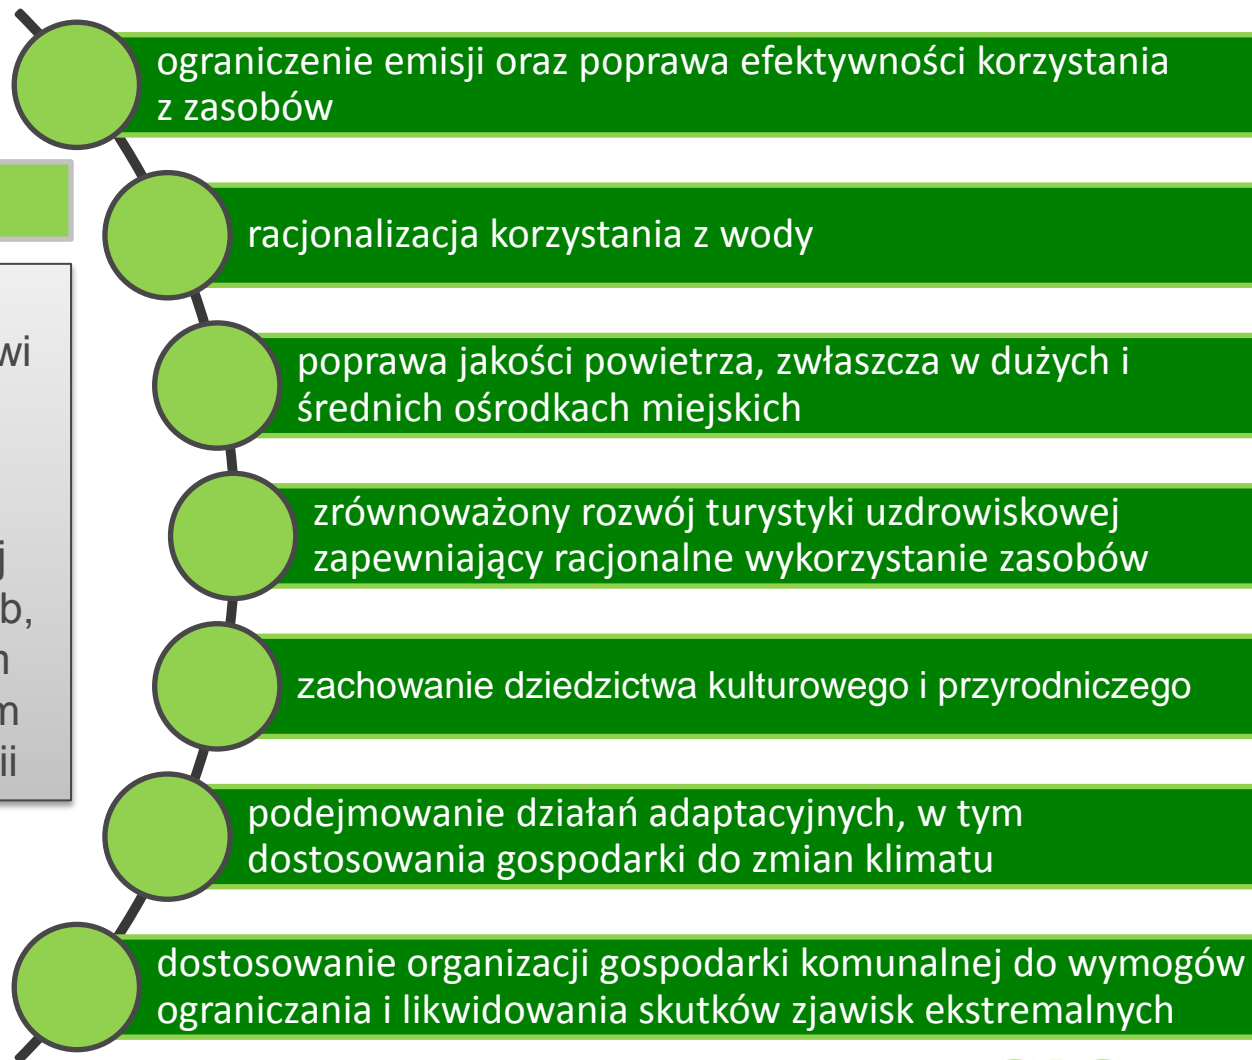 ograniczenie emisji oraz poprawa efektywności korzystania
z zasobów
racjonalizacja korzystania z wody
poprawa jakości powietrza, zwłaszcza w dużych i
średnich ośrodkach miejskich
zrównoważony rozwój turystyki uzdrowiskowej
zapewniający racjonalne wykorzystanie zasobów
zachowanie dziedzictwa kulturowego i przyrodniczego
podejmowanie działań adaptacyjnych, w tym
dostosowania gospodarki do zmian klimatu
dostosowanie organizacji gospodarki komunalnej do wymogów
ograniczania i likwidowania skutków zjawisk ekstremalnych